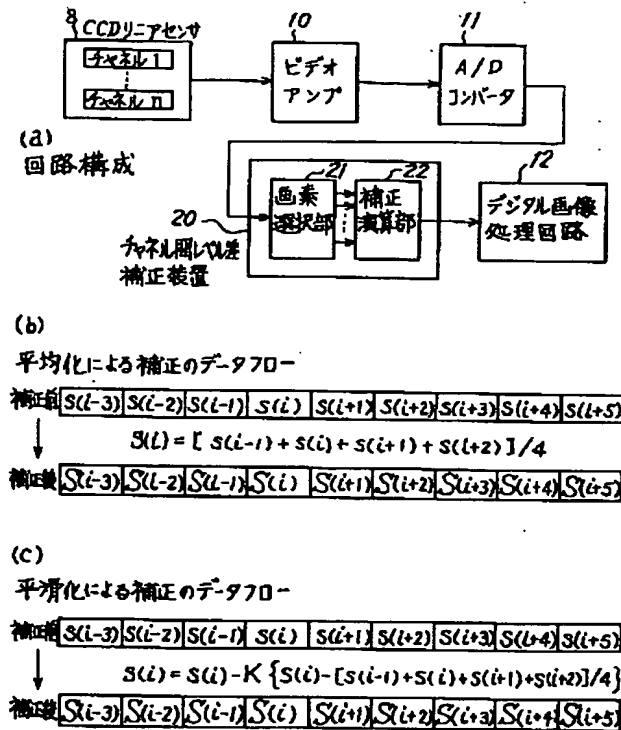 8
CCDリニアセンサ
チャネル1
チャネルn
10
ビデオ
アンプ
11
A/D
コンバータ
(a)
回路構成
20
チャネル間レベル差
補正装置
21
画素
選択部
22
補正
演算部
12
デジタル画像
処理回路
(b)
平均化による補正のデータフロー
補正前 S(i-3) S(i-2) S(i-1) S(i) S(i+1) S(i+2) S(i+3) S(i+4) S(i+5)
S(i) = [ S(i-1) + S(i) + S(i+1) + S(i+2) ]/4
補正後 S(i-3) S(i-2) S(i-1) S(i) S(i+1) S(i+2) S(i+3) S(i+4) S(i+5)
(c)
平滑化による補正のデータフロー
補正前 S(i-3) S(i-2) S(i-1) S(i) S(i+1) S(i+2) S(i+3) S(i+4) S(i+5)
S(i) = S(i) - K {S(i) - [S(i-1) + S(i) + S(i+1) + S(i+2)]/4}
補正後 S(i-3) S(i-2) S(i-1) S(i) S(i+1) S(i+2) S(i+3) S(i+4) S(i+5)